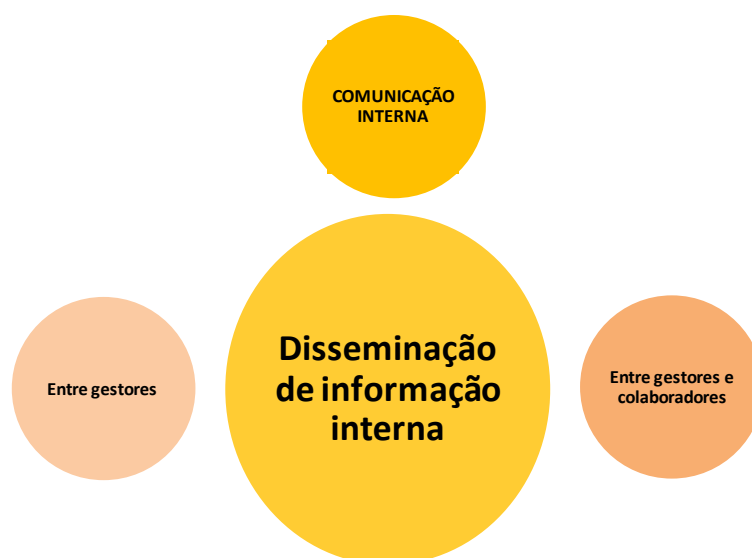 COMUNICAÇÃO
INTERNA
Disseminação
de informação
interna
Entre gestores
Entre gestores e
colaboradores